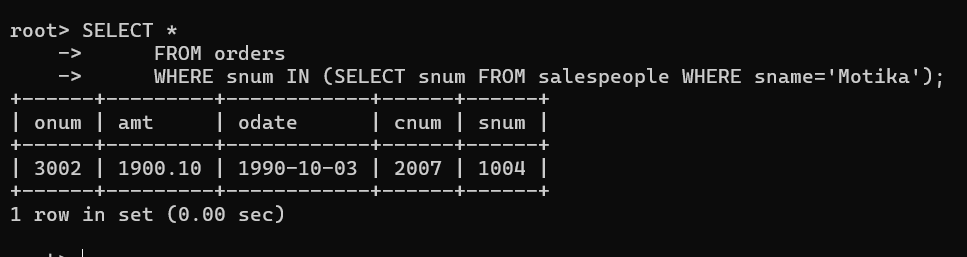 root> SELECT *
    ->      FROM orders
    ->      WHERE snum IN (SELECT snum FROM salespeople WHERE sname='Motika');
+------+---------+------------+------+------+
| onum | amt     | odate      | cnum | snum |
+------+---------+------------+------+------+
| 3002 | 1900.10 | 1990-10-03 | 2007 | 1004 |
+------+---------+------------+------+------+
1 row in set (0.00 sec)